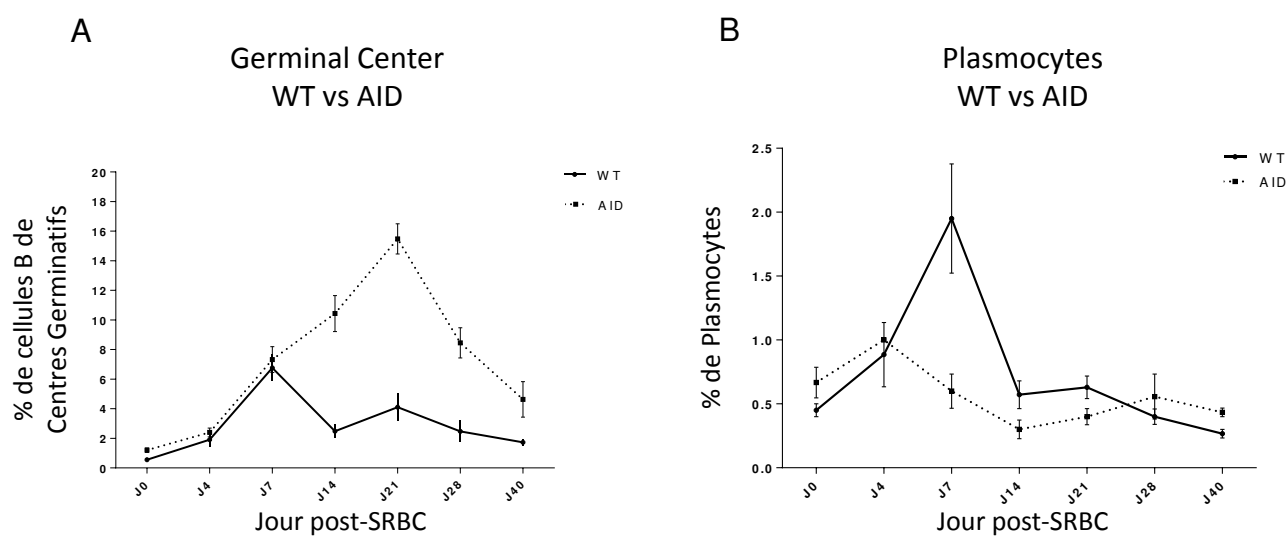 A
Germinal Center
WT vs AID
% de cellules B de
Centres Germinatifs
20
18
16
14
12
10
8
6
4
2
0
WT
AID
J0
J4
J7
J14
J21
J28
J40
Jour post-SRBC
B
Plasmocytes
WT vs AID
% de Plasmocytes
2.5
2.0
1.5
1.0
0.5
0.0
WT
AID
J0
J4
J7
J14
J21
J28
J40
Jour post-SRBC